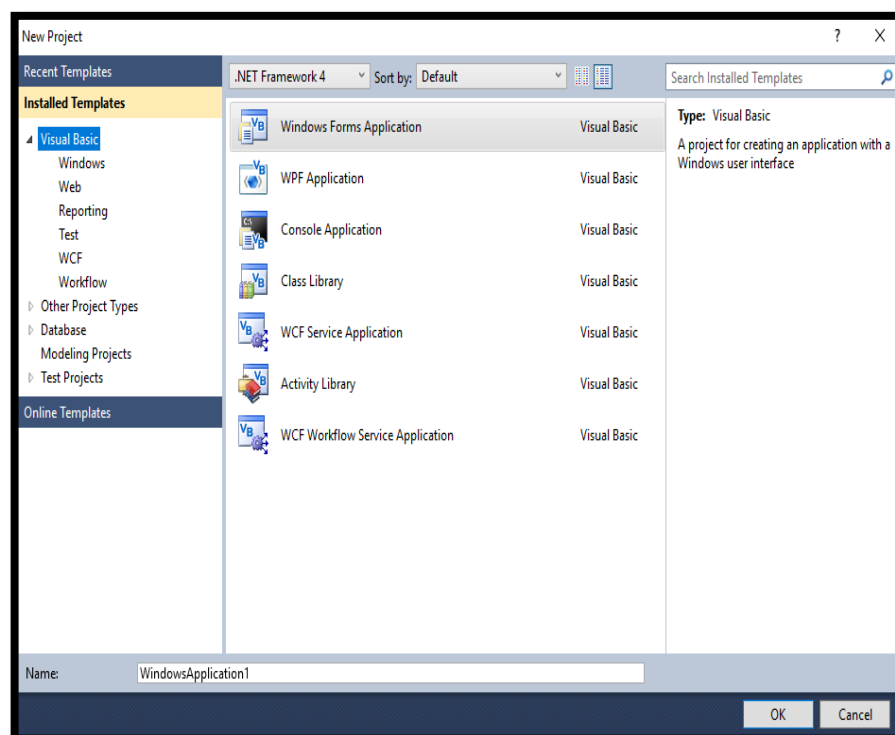 New Project
?
X
Recent Templates
Installed Templates
Visual Basic
Windows
Web
Reporting
Test
WCF
Workflow
Other Project Types
Database
Modeling Projects
Test Projects
Online Templates
.NET Framework 4
Sort by: Default
Windows Forms Application Visual Basic
WPF Application Visual Basic
Console Application Visual Basic
Class Library Visual Basic
WCF Service Application Visual Basic
Activity Library Visual Basic
WCF Workflow Service Application Visual Basic
Search Installed Templates
Type: Visual Basic
A project for creating an application with a
Windows user interface
Name: WindowsApplication1
OK Cancel